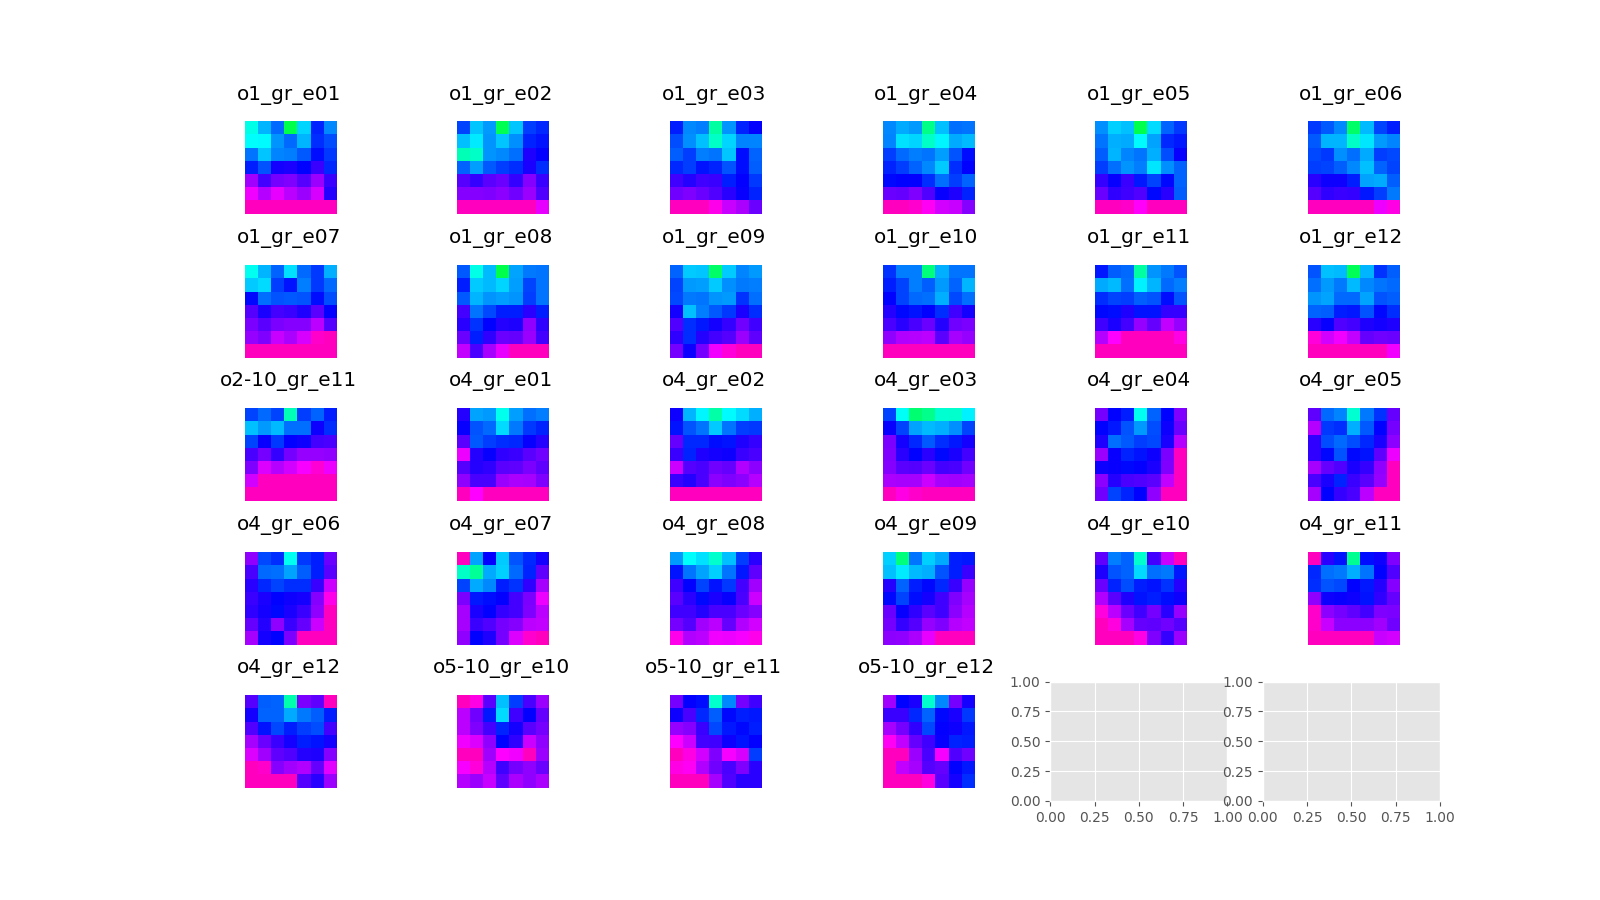 o1_gr_e01 o1_gr_e02 o1_gr_e03 o1_gr_e04 o1_gr_e05 o1_gr_e06
o1_gr_e07 o1_gr_e08 o1_gr_e09 o1_gr_e10 o1_gr_e11 o1_gr_e12
o2-10_gr_e11 o4_gr_e01 o4_gr_e02 o4_gr_e03 o4_gr_e04 o4_gr_e05
o4_gr_e06 o4_gr_e07 o4_gr_e08 o4_gr_e09 o4_gr_e10 o4_gr_e11
o4_gr_e12 o5-10_gr_e10 o5-10_gr_e11 o5-10_gr_e12
1.00 1.00
0.75 0.75
0.50 0.50
0.25 0.25
0.00 0.00
0.00 0.25 0.50 0.75 1.00 0.00 0.25 0.50 0.75 1.00